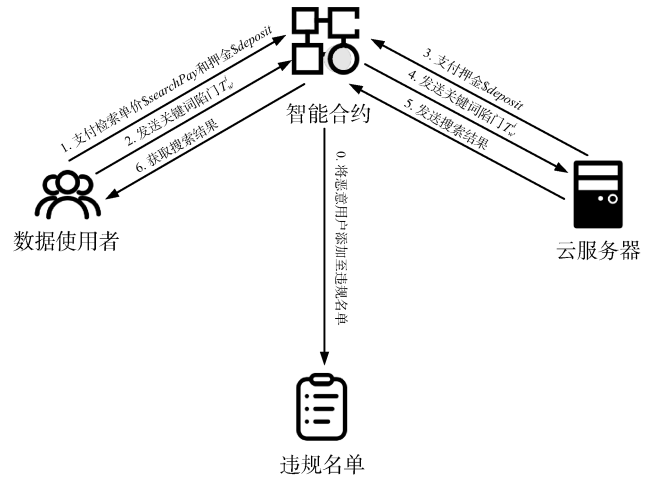 1. 支付检索单价$searchPay和押金$deposit
2. 发送关键词陷门T_w^i
6. 获取搜索结果
3. 支付押金$deposit
4. 发送关键词陷门T_w^i
5. 发送搜索结果
智能合约
0. 将恶意用户添加至违规名单
数据使用者
云服务器
违规名单